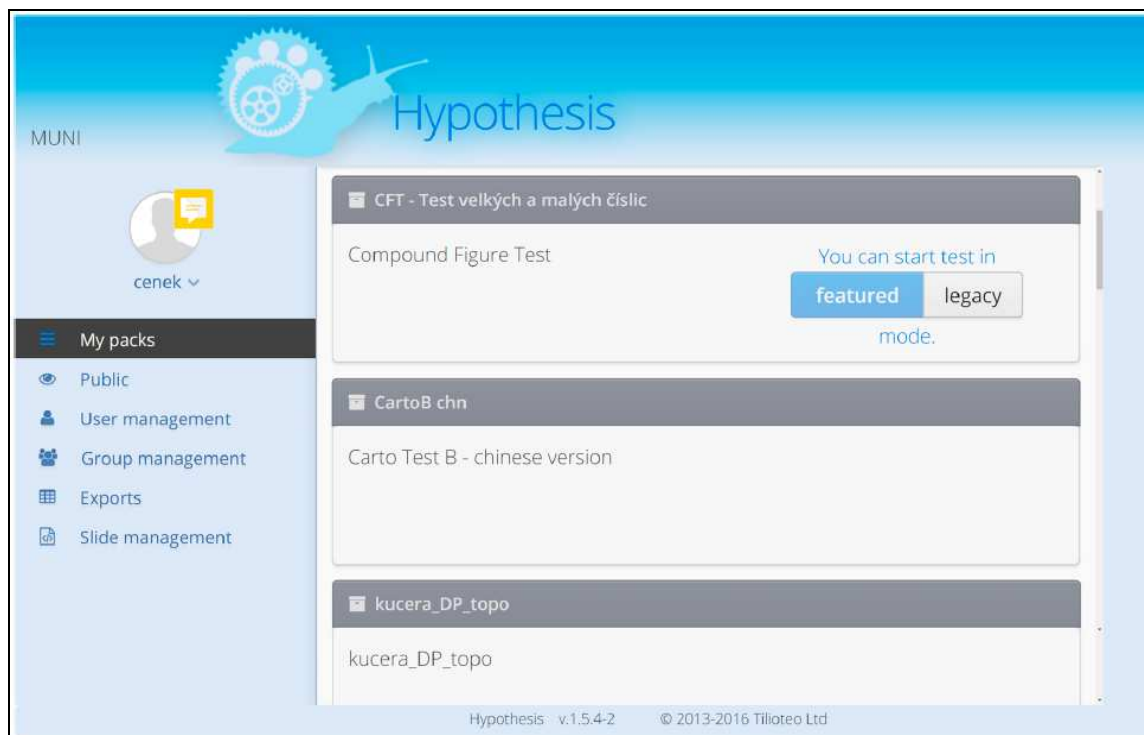 Hypothesis
MUNI
cenek
My packs
Public
User management
Group management
Exports
Slide management
CFT - Test velkých a malých číslic
Compound Figure Test
You can start test in
featured legacy
mode.
CartoB chn
Carto Test B - chinese version
kucera_DP_topo
kucera_DP_topo
Hypothesis v.1.5.4-2 © 2013-2016 Tilioteo Ltd